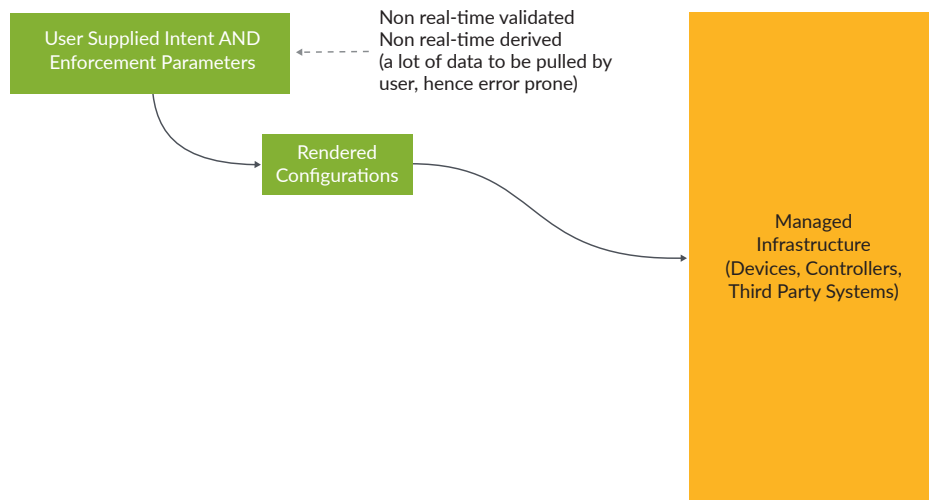 User Supplied Intent AND
Enforcement Parameters
Non real-time validated
Non real-time derived
(a lot of data to be pulled by
user, hence error prone)
Rendered
Configurations
Managed
Infrastructure
(Devices, Controllers,
Third Party Systems)